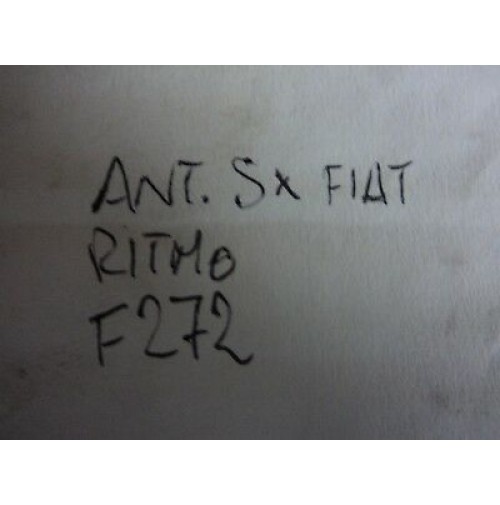 ANT. Sx FIAT
RITMO
F272